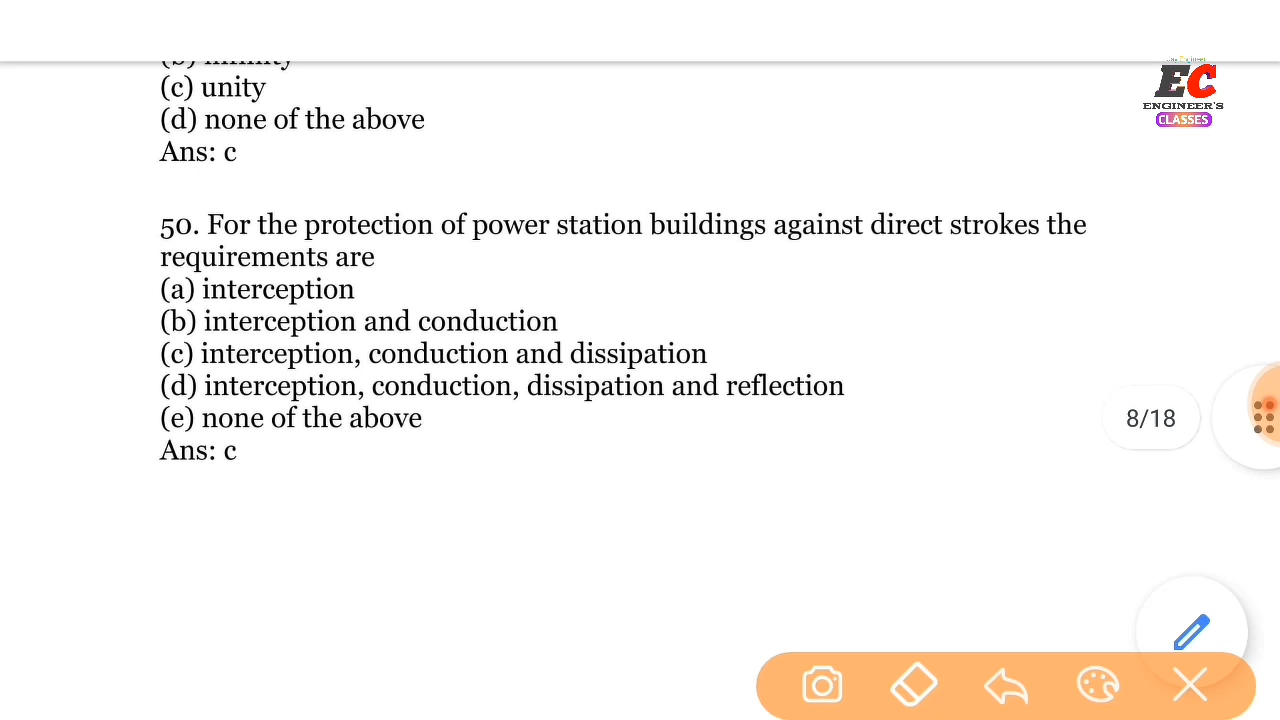 (c) unity
(d) none of the above
Ans: c
50. For the protection of power station buildings against direct strokes the
requirements are
(a) interception
(b) interception and conduction
(c) interception, conduction and dissipation
(d) interception, conduction, dissipation and reflection
(e) none of the above
Ans: c
EC
ENGINEER'S
CLASSES
8/18